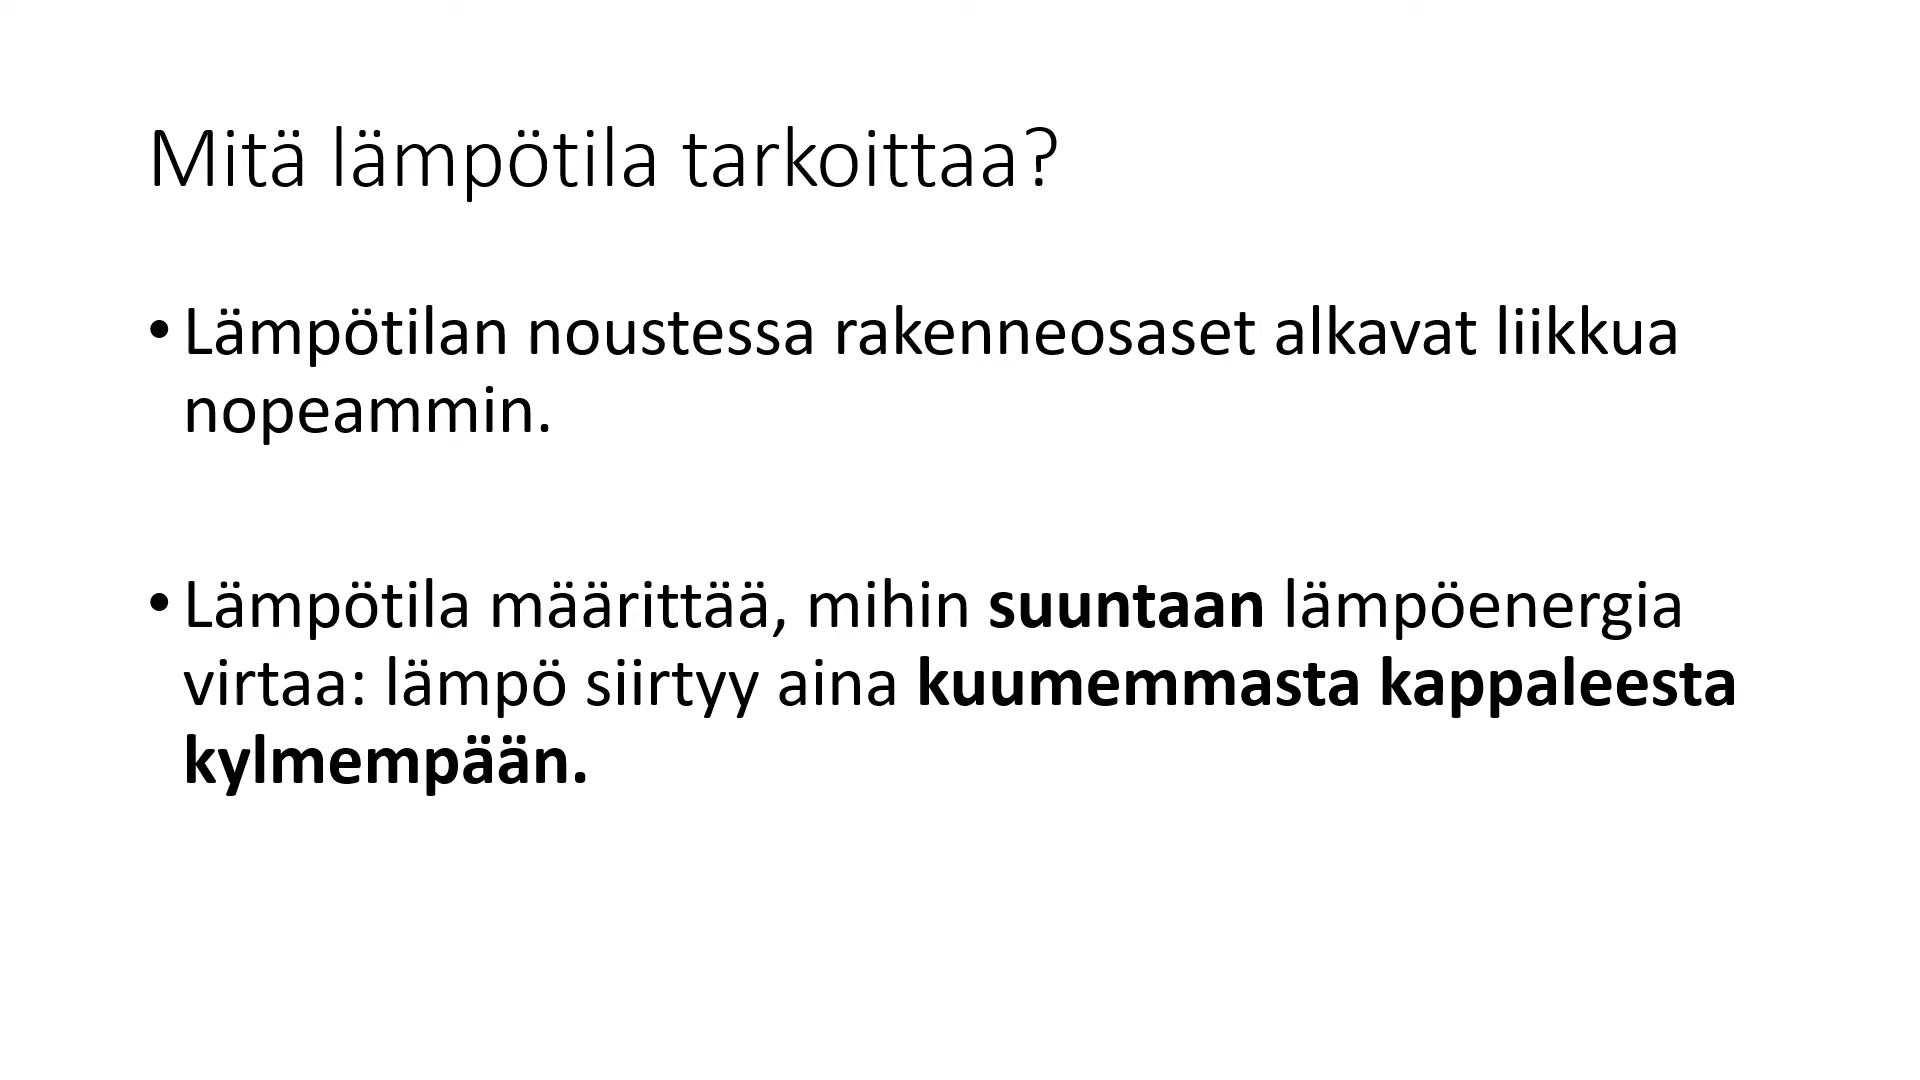 Mitä lämpötila tarkoittaa?
• Lämpötilan noustessa rakenneosaset alkavat liikkua
nopeammin.
• Lämpötila määrittää, mihin suuntaan lämpöenergia
virtaa: lämpö siirtyy aina kuumemmasta kappaleesta
kylmempään.